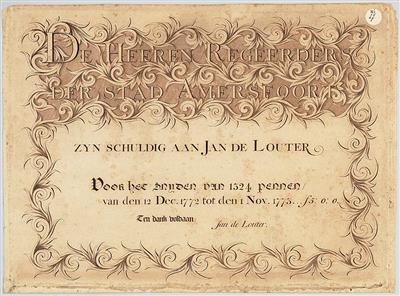 De Heeren Regeerders
der stad Amersfoort
zyn schuldig aan Jan de Louter
Voor het snyden van 1524 pennen
van den 12 Dec. 1772 tot den 1 Nov. 1773. ƒ5: 0: 0.
Ten dank voldaan
Jan de Louter.